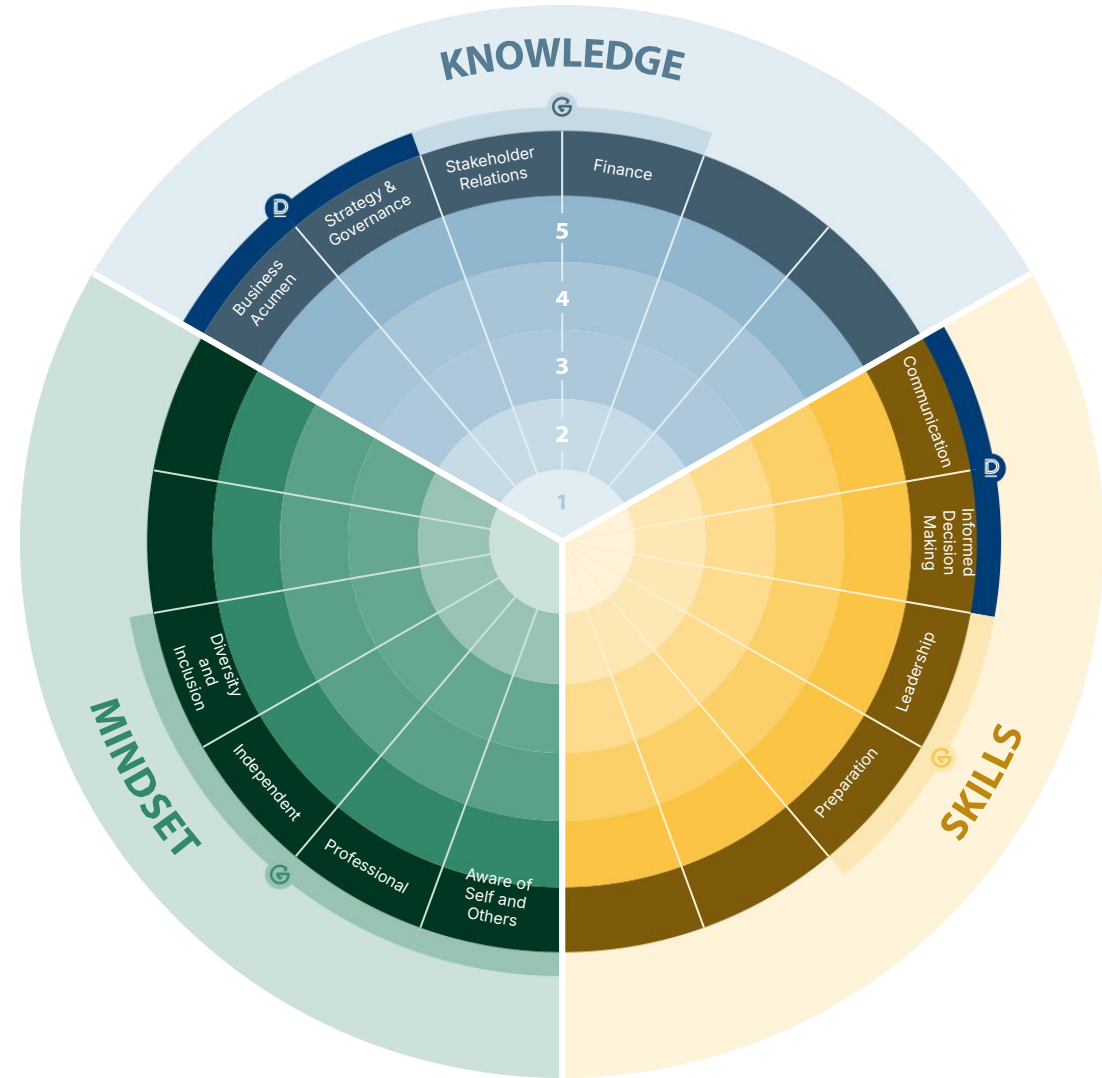 KNOWLEDGE
G
Stakeholder
Relations
Finance
D
Strategy &
Governance
Business
Acumen
5
4
3
2
1
Communication
D
Informed
Decision
Making
Leadership
G
Preparation
SKILLS
Diversity
and
Inclusion
MINDSET
Independent
G
Professional
Aware of
Self and
Others